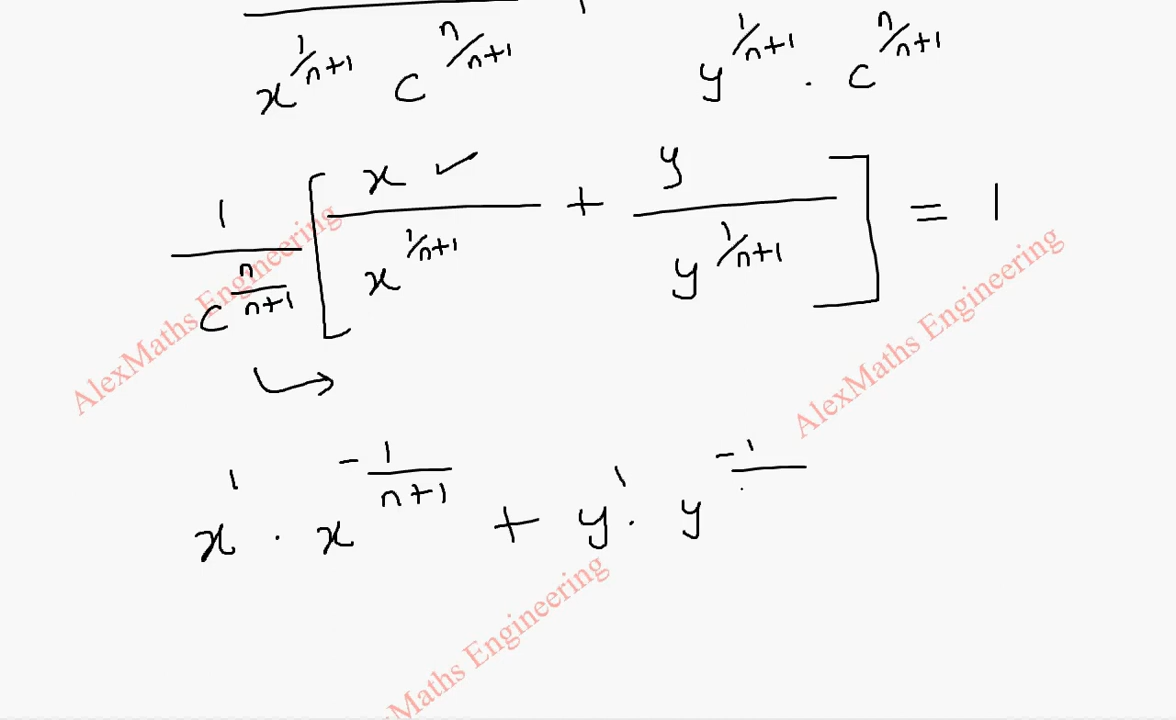 x^(1/n+1) c^(n/n+1) y^(1/n+1) . c^(n/n+1)
1/c^(n/n+1) [ x ✓/x^(1/n+1) + y/y^(1/n+1) ] = 1
x^1 . x^(-1/n+1) + y^1 . y^(-1/
AlexMaths Engineering
AlexMaths Engineering
Maths Engineering